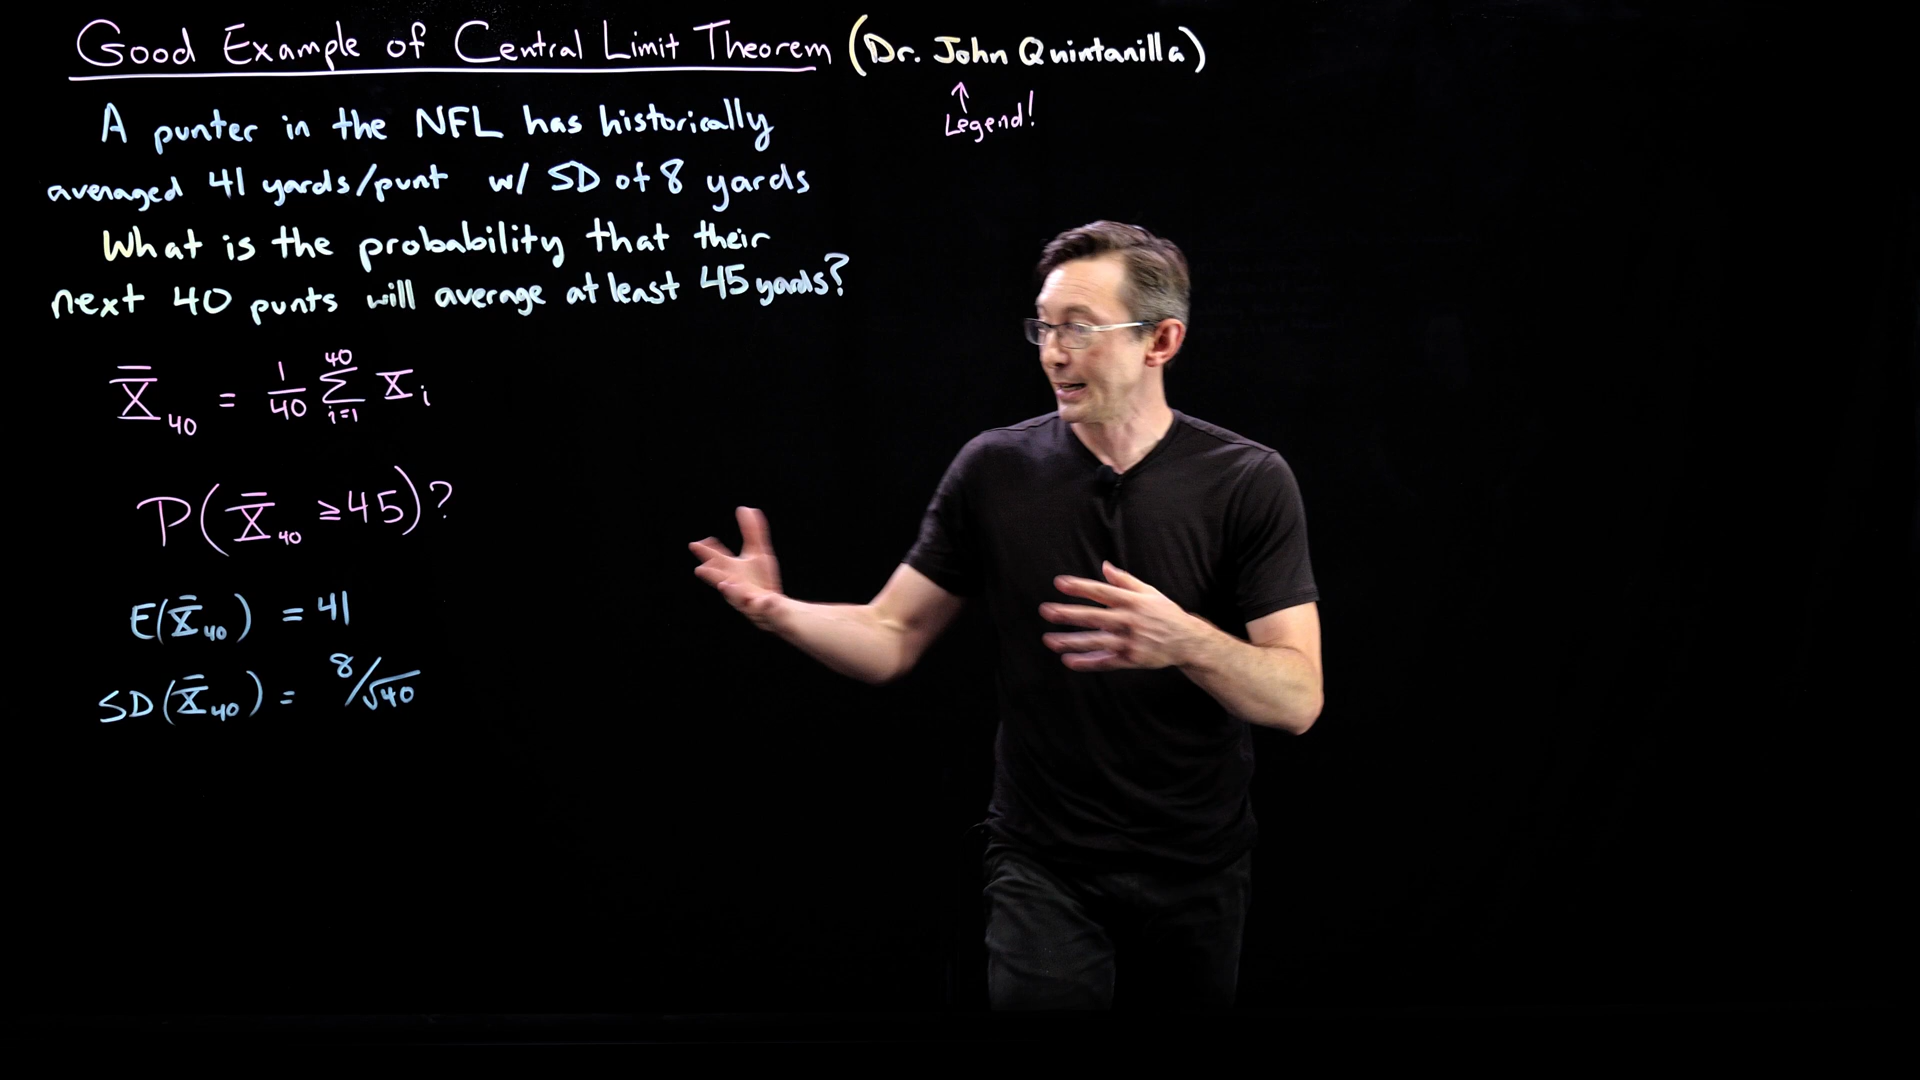 Good Example of Central Limit Theorem (Dr. John Quintanilla)
↑
Legend!
A punter in the NFL has historically
averaged 41 yards/punt w/ SD of 8 yards
What is the probability that their
next 40 punts will average at least 45 yards?
X̄₄₀ = 1/40 ∑_{i=1}^{40} Xᵢ
P(X̄₄₀ ≥ 45)?
E(X̄₄₀) = 41
SD(X̄₄₀) = 8/√40